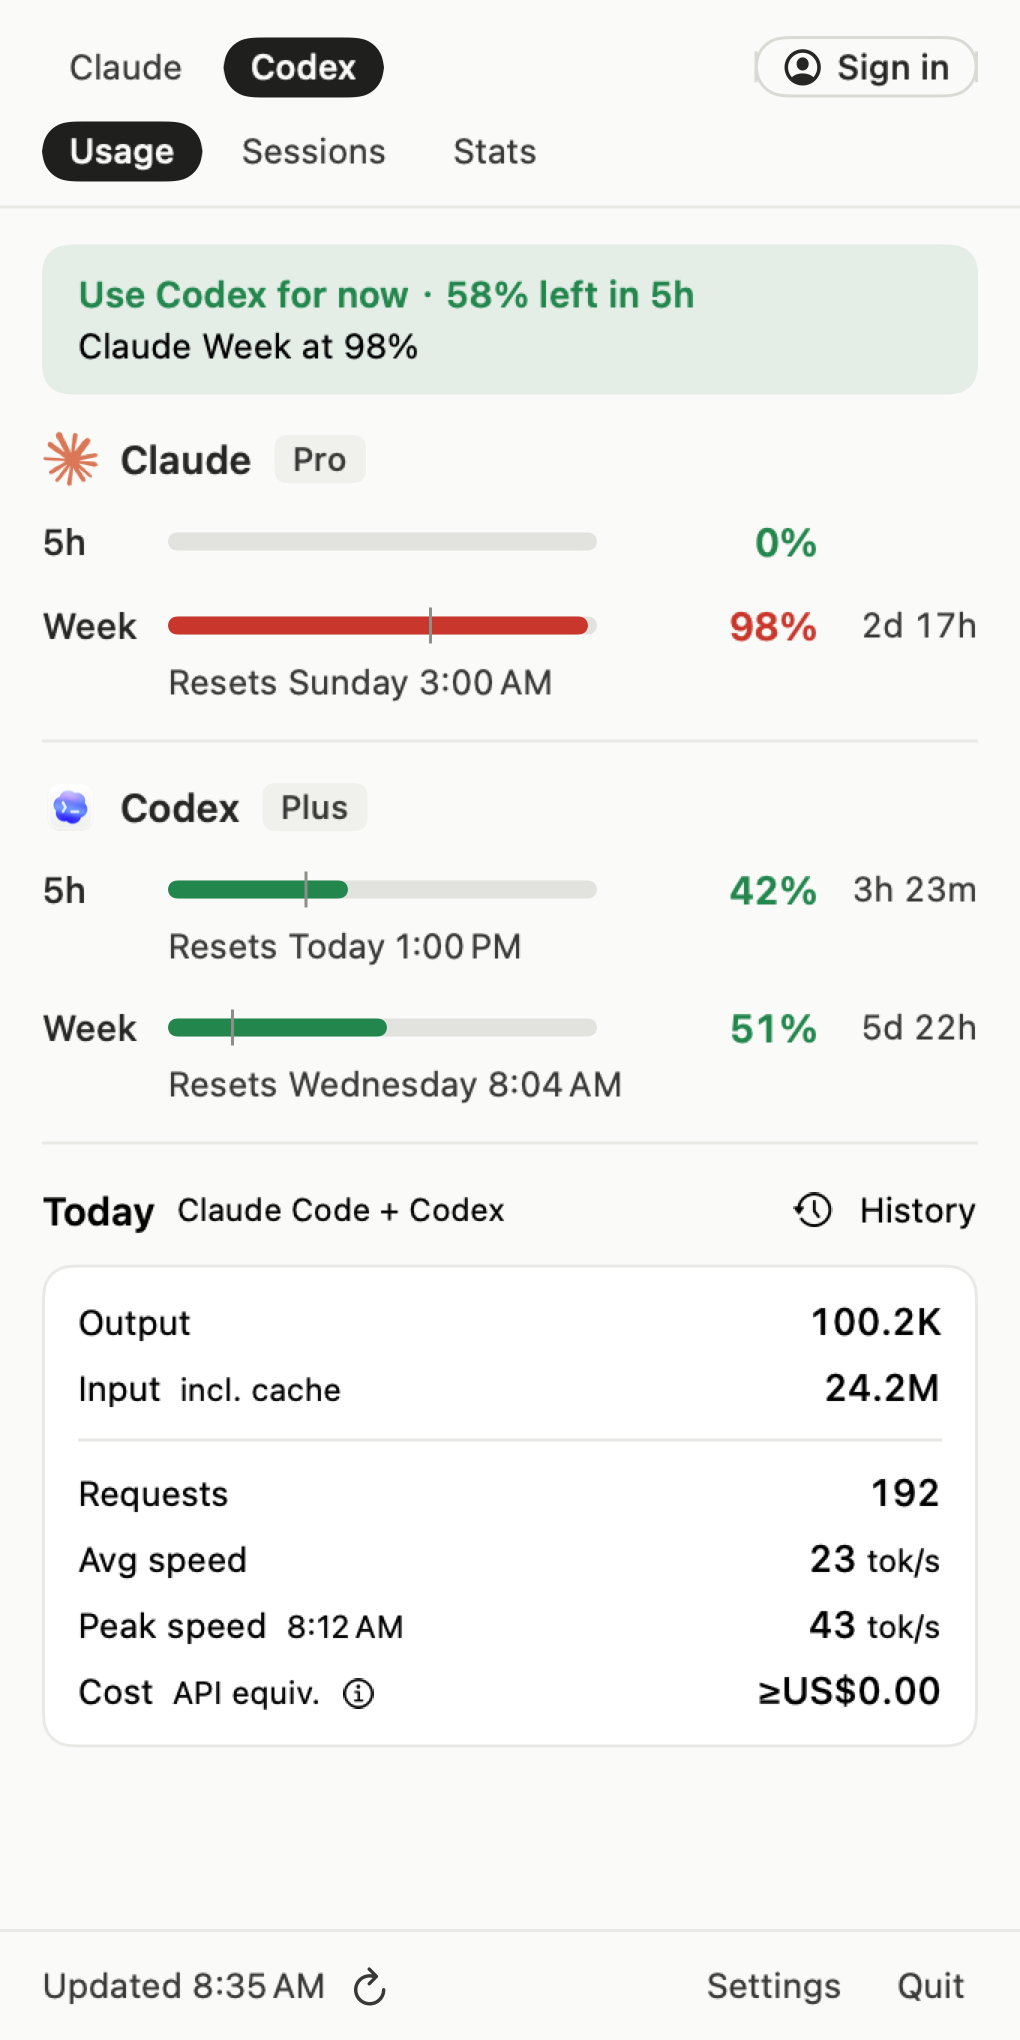 Claude Codex Sign in
Usage Sessions Stats
Use Codex for now · 58% left in 5h
Claude Week at 98%
Claude Pro
5h 0%
Week 98% 2d 17h
Resets Sunday 3:00 AM
Codex Plus
5h 42% 3h 23m
Resets Today 1:00 PM
Week 51% 5d 22h
Resets Wednesday 8:04 AM
Today Claude Code + Codex History
Output 100.2K
Input incl. cache 24.2M
Requests 192
Avg speed 23 tok/s
Peak speed 8:12 AM 43 tok/s
Cost API equiv. ≥US$0.00
Updated 8:35 AM Settings Quit